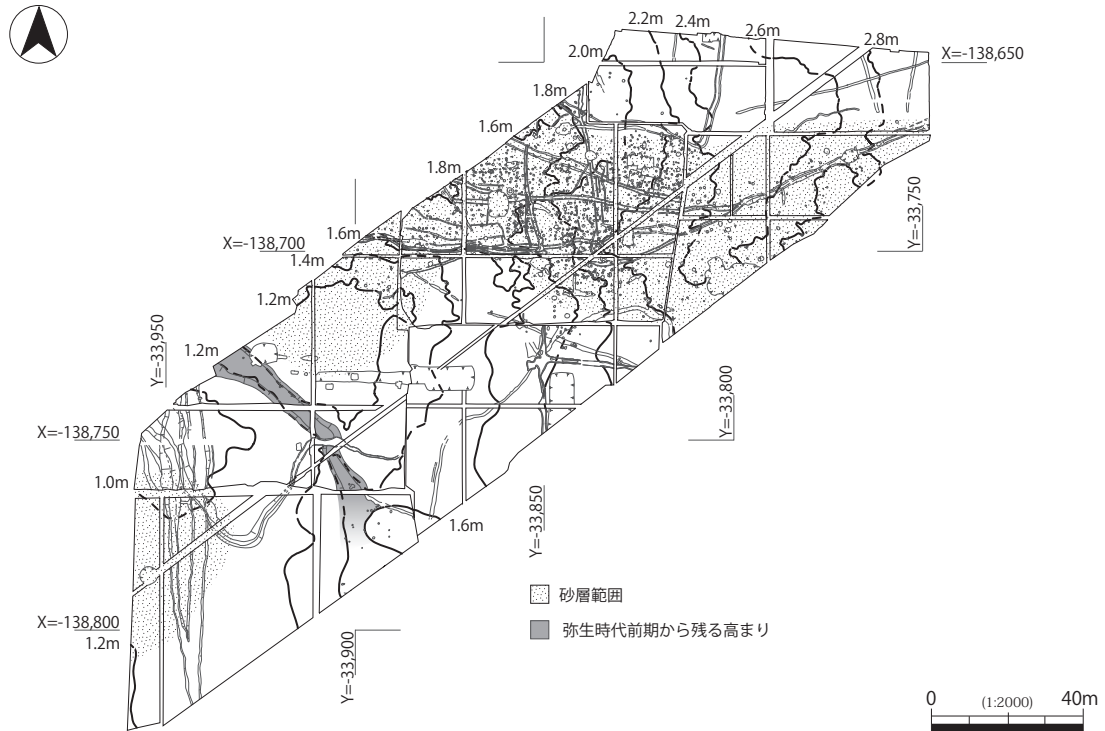 2.2m
2.4m
2.6m
2.8m
2.0m
X=-138,650
1.8m
1.6m
1.8m
Y=-33,750
1.6m
X=-138,700
1.4m
1.2m
Y=-33,950
1.2m
Y=-33,800
X=-138,750
1.0m
1.6m
Y=-33,850
砂層範囲
弥生時代前期から残る高まり
X=-138,800
1.2m
Y=-33,900
0
(1:2000)
40m